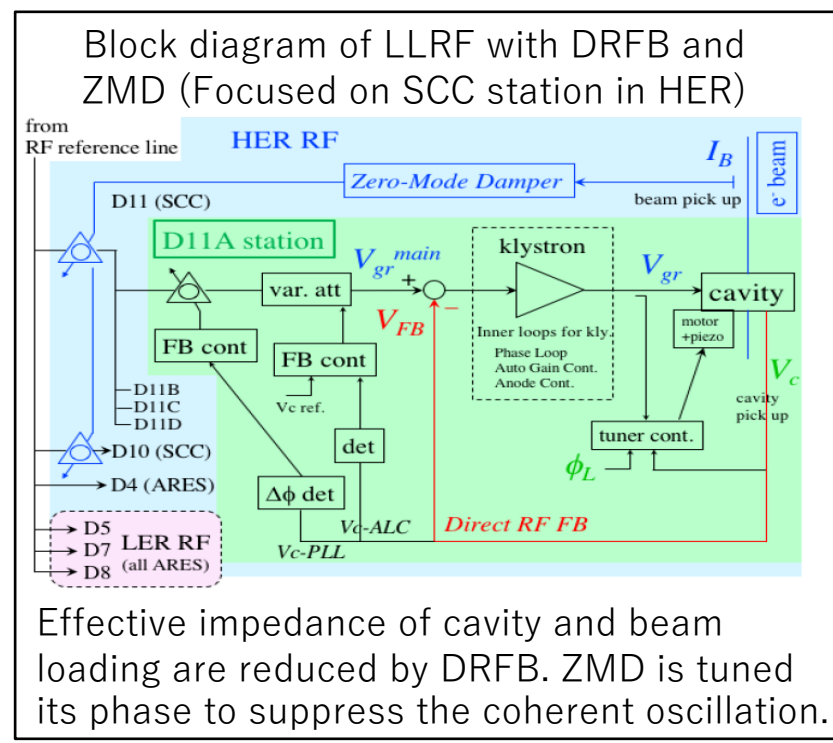 Block diagram of LLRF with DRFB and
ZMD (Focused on SCC station in HER)
from
RF reference line
HER RF
I_B
e⁻ beam
Zero-Mode Damper
beam pick up
D11 (SCC)
D11A station
V_gr^main
klystron
V_gr
var. att
+
−
cavity
V_FB
motor
+piezo
FB cont
FB cont
Inner loops for kly.
Phase Loop
Auto Gain Cont.
Anode Cont.
V_c
cavity
pick up
Vc ref.
D11B
D11C
D11D
det
tuner cont.
D10 (SCC)
ϕ_L
D4 (ARES)
Δϕ det
Vc-ALC
Direct RF FB
Vc-PLL
D5
D7
D8
LER RF
(all ARES)
Effective impedance of cavity and beam
loading are reduced by DRFB. ZMD is tuned
its phase to suppress the coherent oscillation.